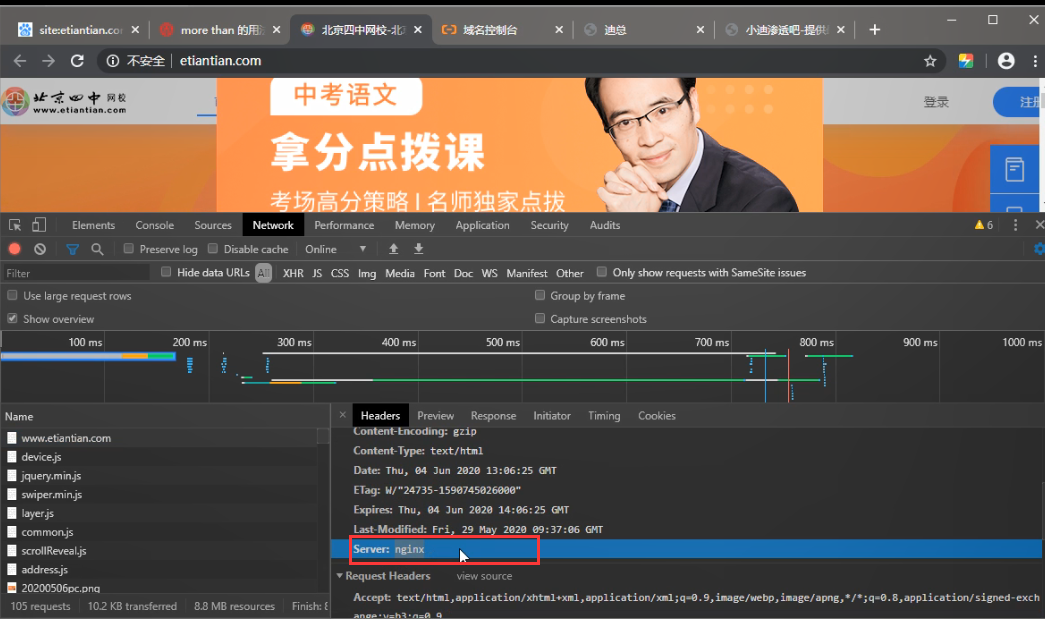 site:etiantian.co
more than 的用
北京四中网校-北
域名控制台
迪总
小迪渗透吧-提供
不安全 etiantian.com
北京四中网校
www.etiantian.com
登录
中考语文
拿分点拨课
考场高分策略 | 名师独家点拨
Elements Console Sources Network Performance Memory Application Security Audits 6
Preserve log Disable cache Online
Filter Hide data URLs All XHR JS CSS Img Media Font Doc WS Manifest Other Only show requests with SameSite issues
Use large request rows Group by frame
Show overview Capture screenshots
100 ms 200 ms 300 ms 400 ms 500 ms 600 ms 700 ms 800 ms 900 ms 1000 ms
Name
www.etiantian.com
device.js
jquery.min.js
swiper.min.js
layer.js
common.js
scrollReveal.js
address.js
20200506pc.png
105 requests 10.2 KB transferred 8.8 MB resources Finish:
Headers Preview Response Initiator Timing Cookies
Content-Encoding: gzip
Content-Type: text/html
Date: Thu, 04 Jun 2020 13:06:25 GMT
ETag: W/"24735-1590745026000"
Expires: Thu, 04 Jun 2020 14:06:25 GMT
Last-Modified: Fri, 29 May 2020 09:37:06 GMT
Server: nginx
Request Headers view source
Accept: text/html,application/xhtml+xml,application/xml;q=0.9,image/webp,image/apng,*/*;q=0.8,application/signed-exch
ange;v=b3;q=0.9